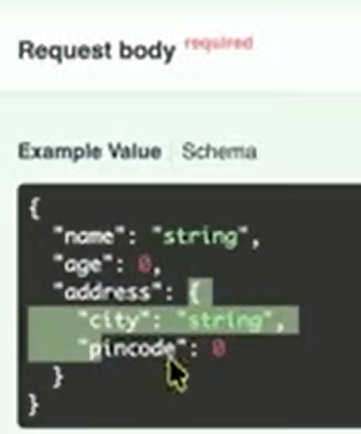 Request body required
Example Value | Schema
{
  "name": "string",
  "age": 0,
  "address": {
    "city": "string",
    "pincode": 0
  }
}